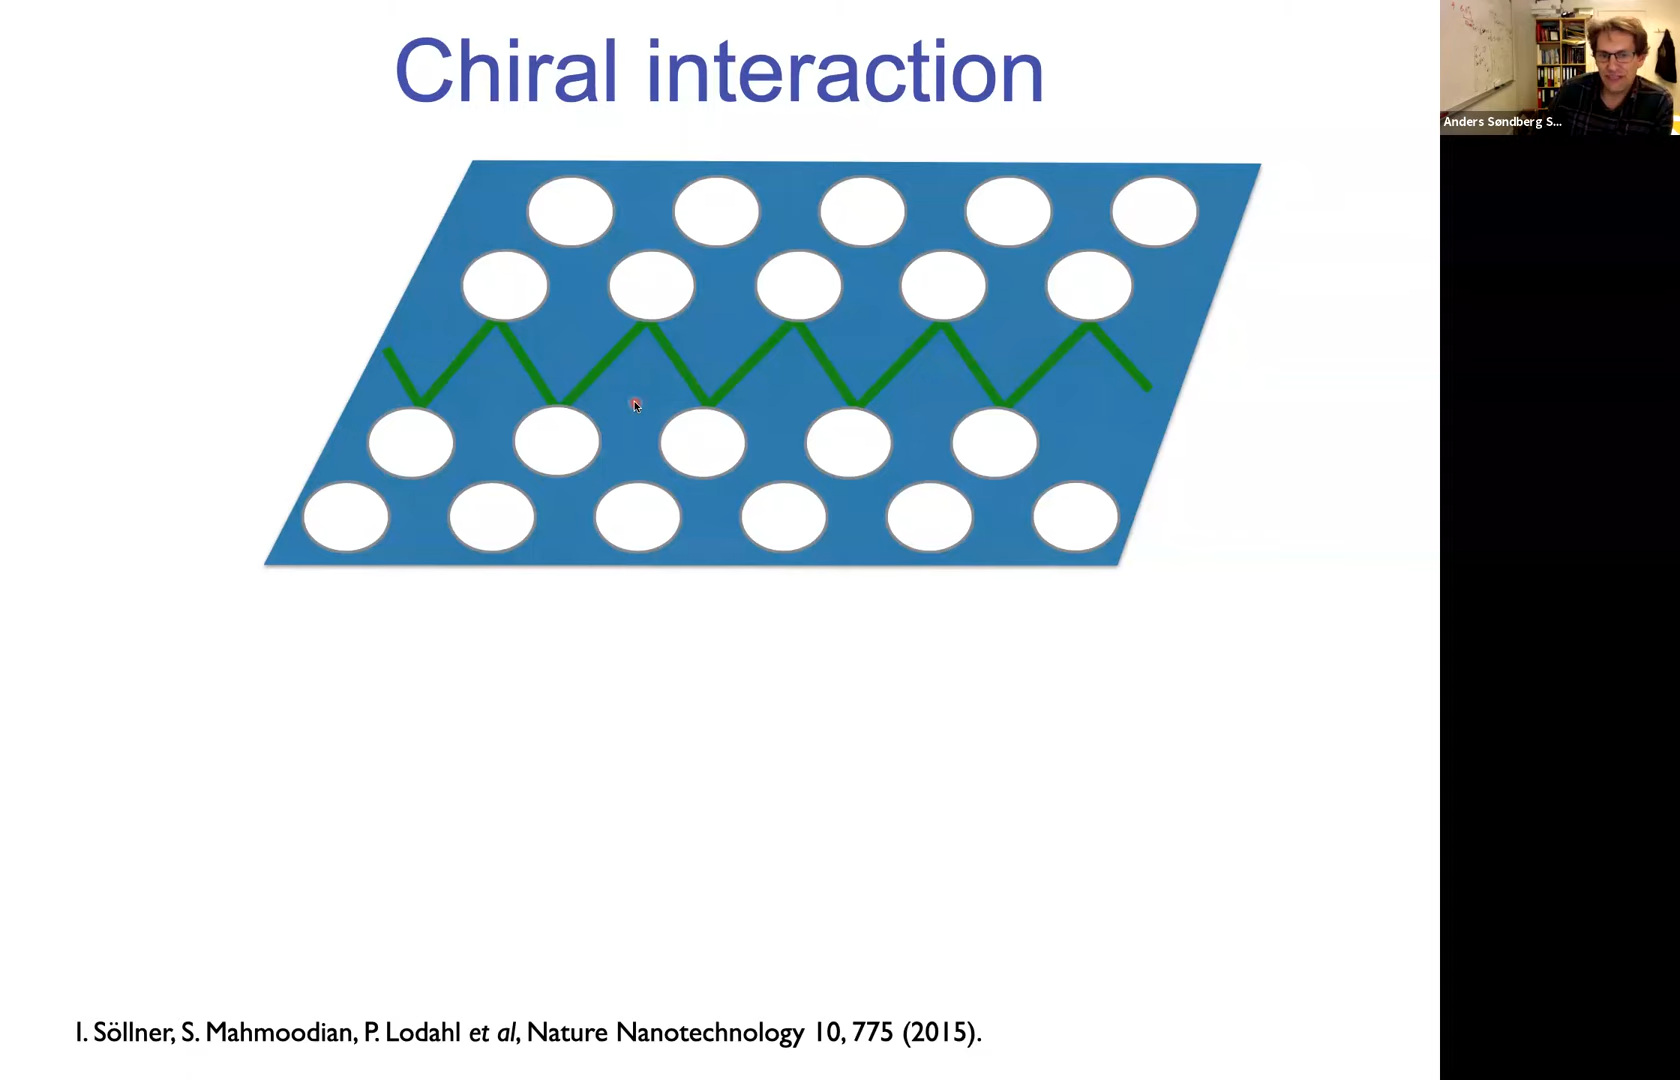 Chiral interaction
Anders Søndberg S...
I. Söllner, S. Mahmoodian, P. Lodahl et al, Nature Nanotechnology 10, 775 (2015).